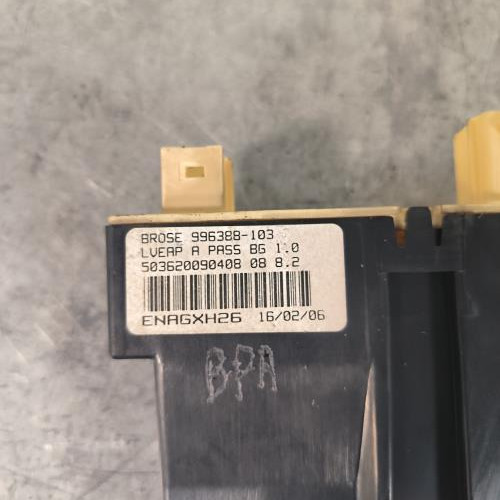 BROSE 996388-103
LVEAP A PASS BG 1.0
503620090408 08 8.2
ENAGXH26 16/02/06
BPA